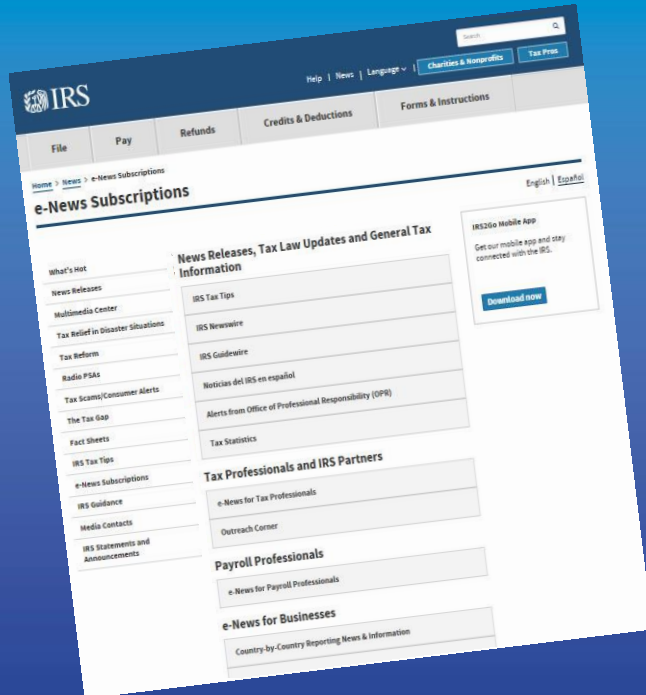 Search
Help | News | Language | Charities & Nonprofits Tax Pros
IRS
File Pay Refunds Credits & Deductions Forms & Instructions
Home > News > e-News Subscriptions
e-News Subscriptions
English | Español
What's Hot
News Releases
Multimedia Center
Tax Relief in Disaster Situations
Tax Reform
Radio PSAs
Tax Scams/Consumer Alerts
The Tax Gap
Fact Sheets
IRS Tax Tips
e-News Subscriptions
IRS Guidance
Media Contacts
IRS Statements and
Announcements
News Releases, Tax Law Updates and General Tax
Information
IRS Tax Tips
IRS Newswire
IRS Guidewire
Noticias del IRS en español
Alerts from Office of Professional Responsibility (OPR)
Tax Statistics
Tax Professionals and IRS Partners
e-News for Tax Professionals
Outreach Corner
Payroll Professionals
e-News for Payroll Professionals
e-News for Businesses
Country-by-Country Reporting News & Information
IRS2Go Mobile App
Get our mobile app and stay
connected with the IRS.
Download now